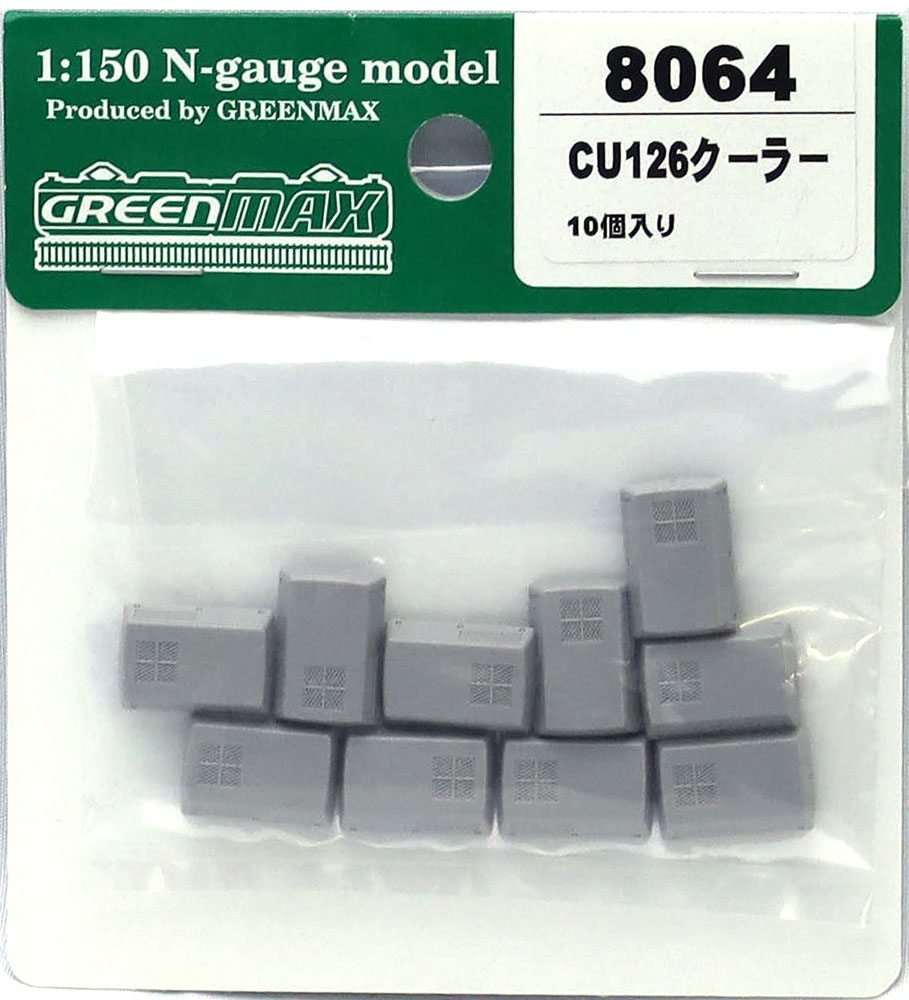 1:150 N-gauge model
Produced by GREENMAX
GREENMAX
8064
CU126クーラー
10個入り